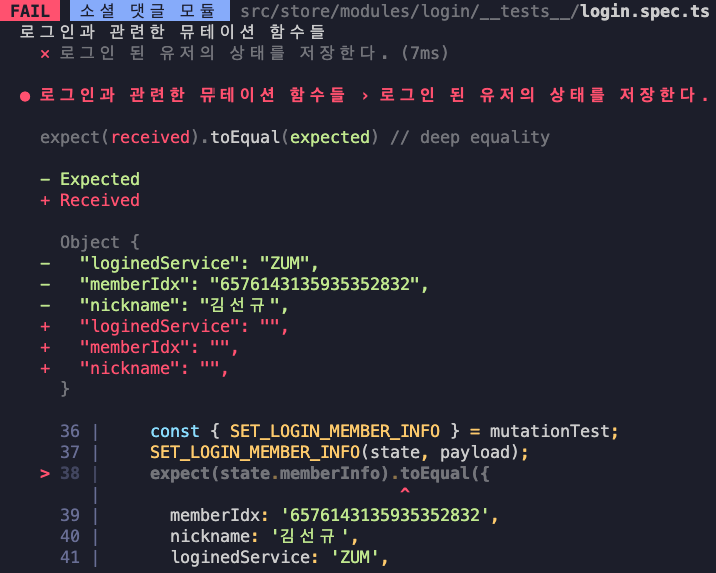 FAIL 소셜 댓글 모듈 src/store/modules/login/__tests__/login.spec.ts
로그인과 관련한 뮤테이션 함수들
✕ 로그인 된 유저의 상태를 저장한다. (7ms)
● 로그인과 관련한 뮤테이션 함수들 › 로그인 된 유저의 상태를 저장한다.
expect(received).toEqual(expected) // deep equality
- Expected
+ Received
Object {
- "loginedService": "ZUM",
- "memberIdx": "6576143135935352832",
- "nickname": "김선규",
+ "loginedService": "",
+ "memberIdx": "",
+ "nickname": "",
}
36 | const { SET_LOGIN_MEMBER_INFO } = mutationTest;
37 | SET_LOGIN_MEMBER_INFO(state, payload);
> 38 | expect(state.memberInfo).toEqual({
| ^
39 | memberIdx: '6576143135935352832',
40 | nickname: '김선규',
41 | loginedService: 'ZUM',